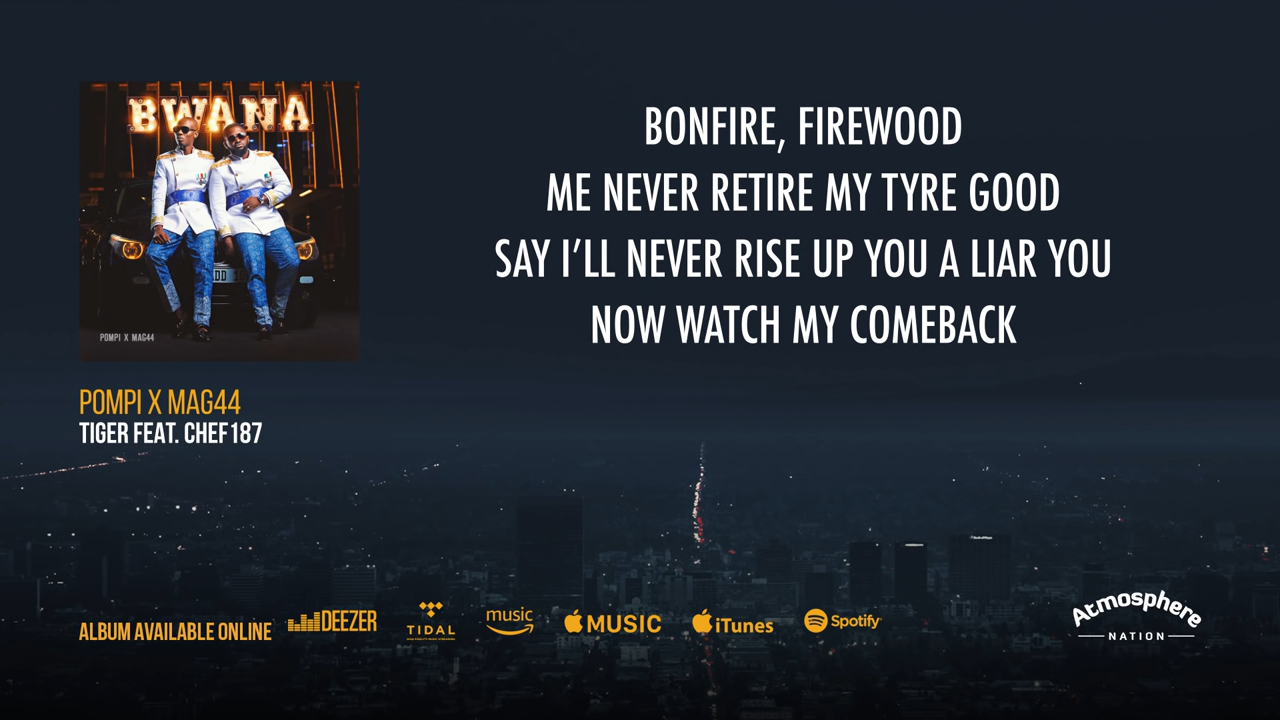 BWANA
POMPI X MAG44
BONFIRE, FIREWOOD
ME NEVER RETIRE MY TYRE GOOD
SAY I'LL NEVER RISE UP YOU A LIAR YOU
NOW WATCH MY COMEBACK
POMPI X MAG44
TIGER FEAT. CHEF187
ALBUM AVAILABLE ONLINE
DEEZER
TIDAL
music
MUSIC
iTunes
Spotify
Atmosphere
NATION